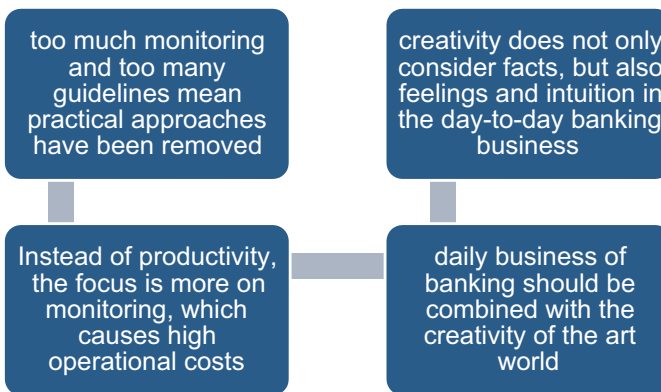 too much monitoring
and too many
guidelines mean
practical approaches
have been removed
Instead of productivity,
the focus is more on
monitoring, which
causes high
operational costs
daily business of
banking should be
combined with the
creativity of the art
world
creativity does not only
consider facts, but also
feelings and intuition in
the day-to-day banking
business